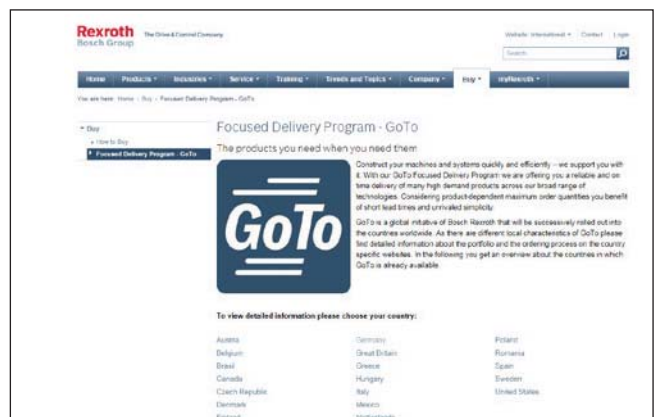 Rexroth
Bosch Group
The Drive & Control Company
Website: International Contact Login
Search
Home Products Industries Service Training Trends and Topics Company Buy myRexroth
You are here: Home Buy Focused Delivery Program - GoTo
Buy
How to Buy
Focused Delivery Program - GoTo
Focused Delivery Program - GoTo
The products you need when you need them
GoTo
Construct your machines and systems quickly and efficiently – we support you with
it. With our GoTo Focused Delivery Program we are offering you a reliable and on
time delivery of many high demand products across our broad range of
technologies. Considering product-dependent maximum order quantities you benefit
of short lead times and unrivaled simplicity.
GoTo is a global initiative of Bosch Rexroth that will be successively rolled out into
the countries worldwide. As there are different local characteristics of GoTo please
find detailed information about the portfolio and the ordering process on the country
specific websites. In the following you get an overview about the countries in which
GoTo is already available.
To view detailed information please choose your country:
Austria Germany Poland
Belgium Great Britain Romania
Brasil Greece Spain
Canada Hungary Sweden
Czech Republic Italy United States
Denmark Mexico
Finland Netherlands